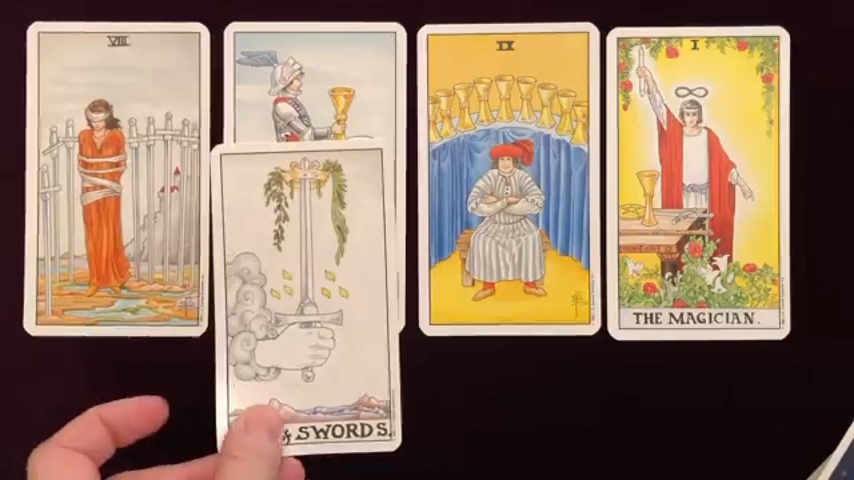 VIII
IX
I
THE MAGICIAN.
SWORDS.